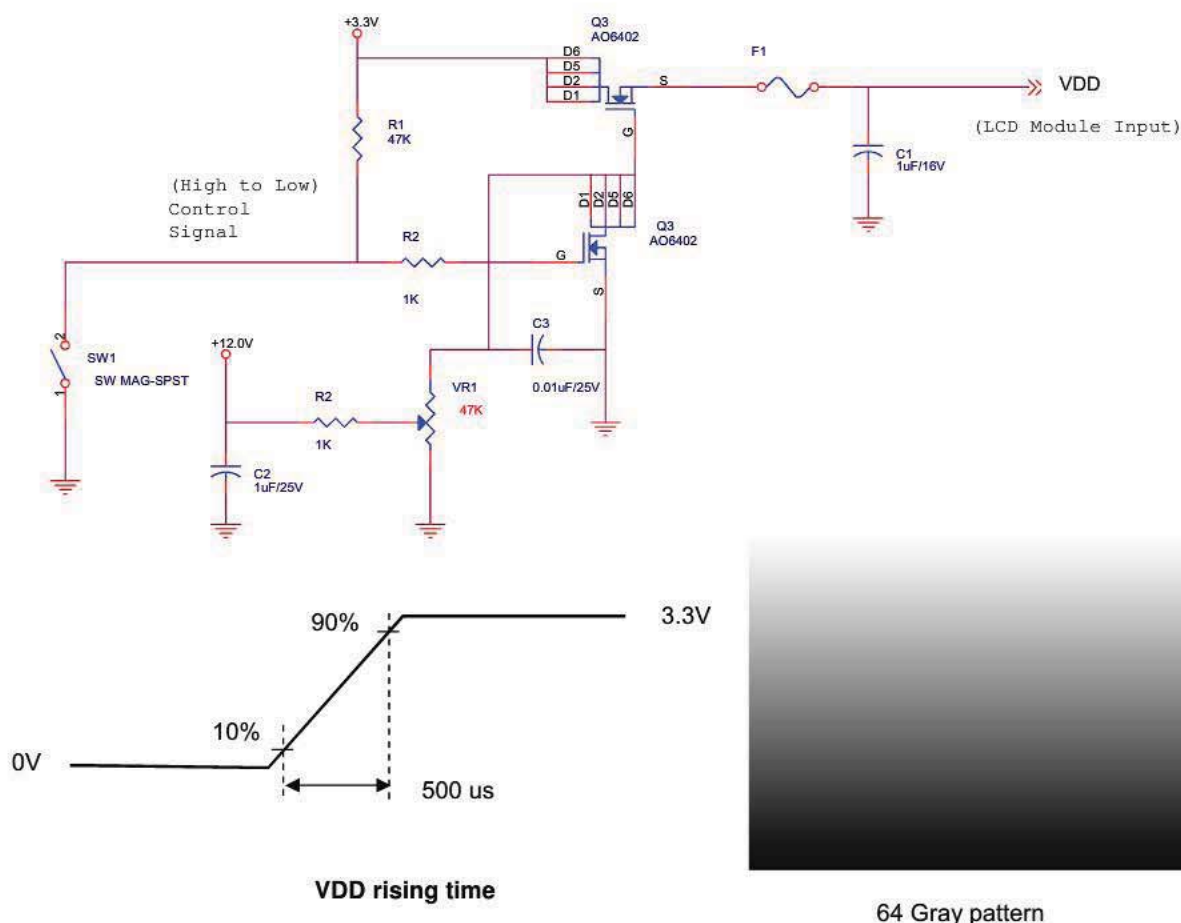 +3.3V
Q3
AO6402
D6
D5
D2
D1
S
G
F1
VDD
(LCD Module Input)
C1
1uF/16V
R1
47K
(High to Low)
Control
Signal
R2
1K
D1
D2
D5
D6
Q3
AO6402
G
S
2
1
SW1
SW MAG-SPST
+12.0V
C3
0.01uF/25V
VR1
47K
R2
1K
C2
1uF/25V
90%
3.3V
10%
0V
500 us
VDD rising time
64 Gray pattern